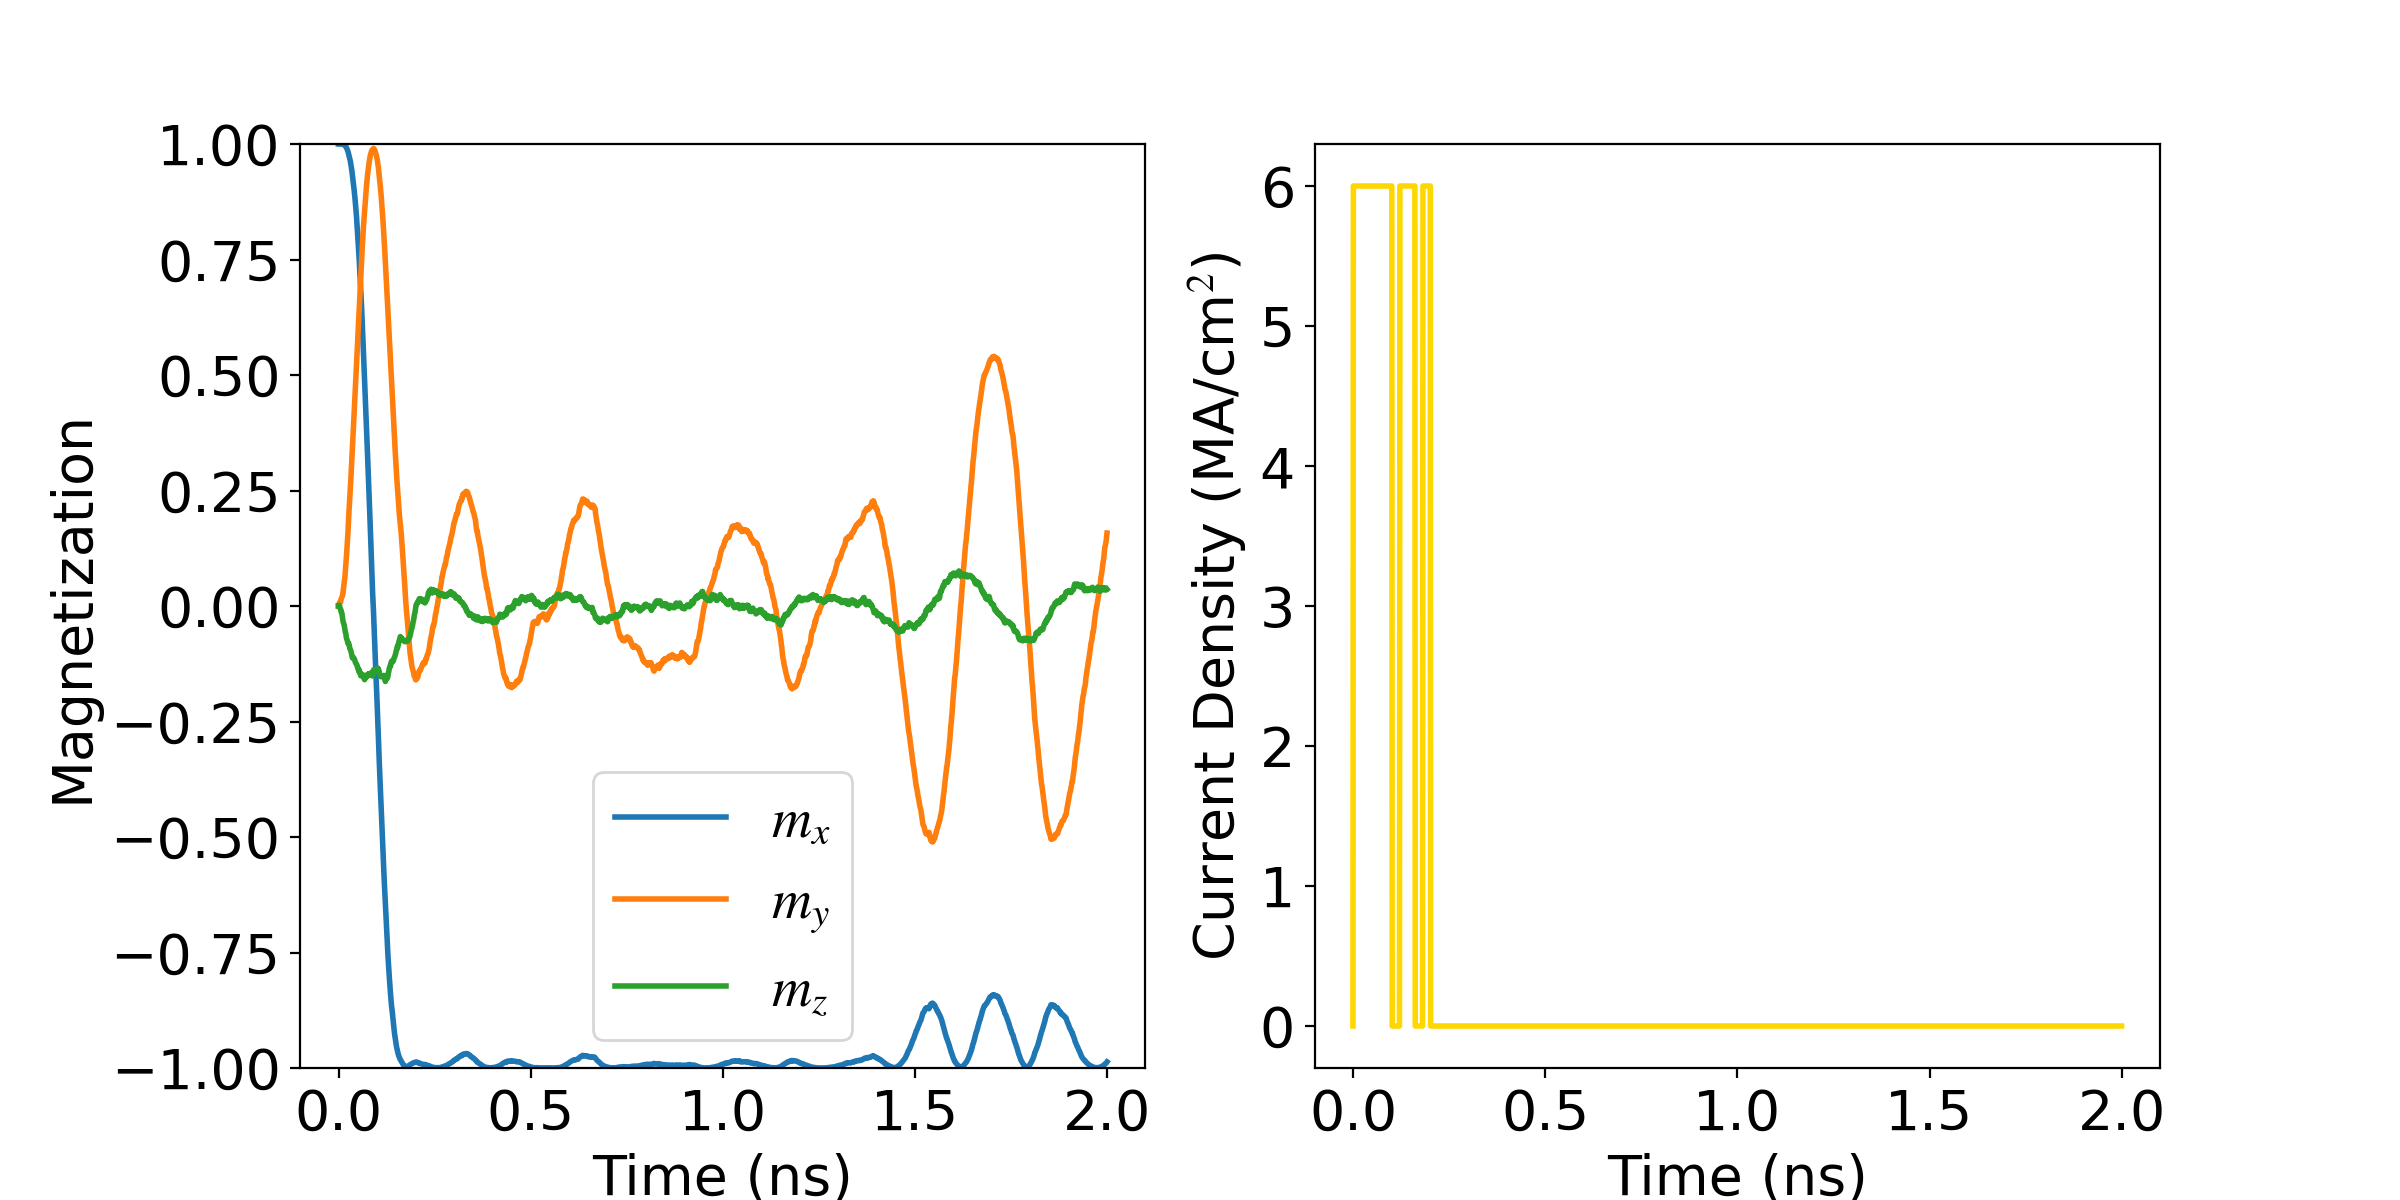 1.00
0.75
0.50
0.25
0.00
−0.25
−0.50
−0.75
−1.00
Magnetization
0.0 0.5 1.0 1.5 2.0
Time (ns)
m_x
m_y
m_z
6
5
4
3
2
1
0
Current Density (MA/cm²)
0.0 0.5 1.0 1.5 2.0
Time (ns)